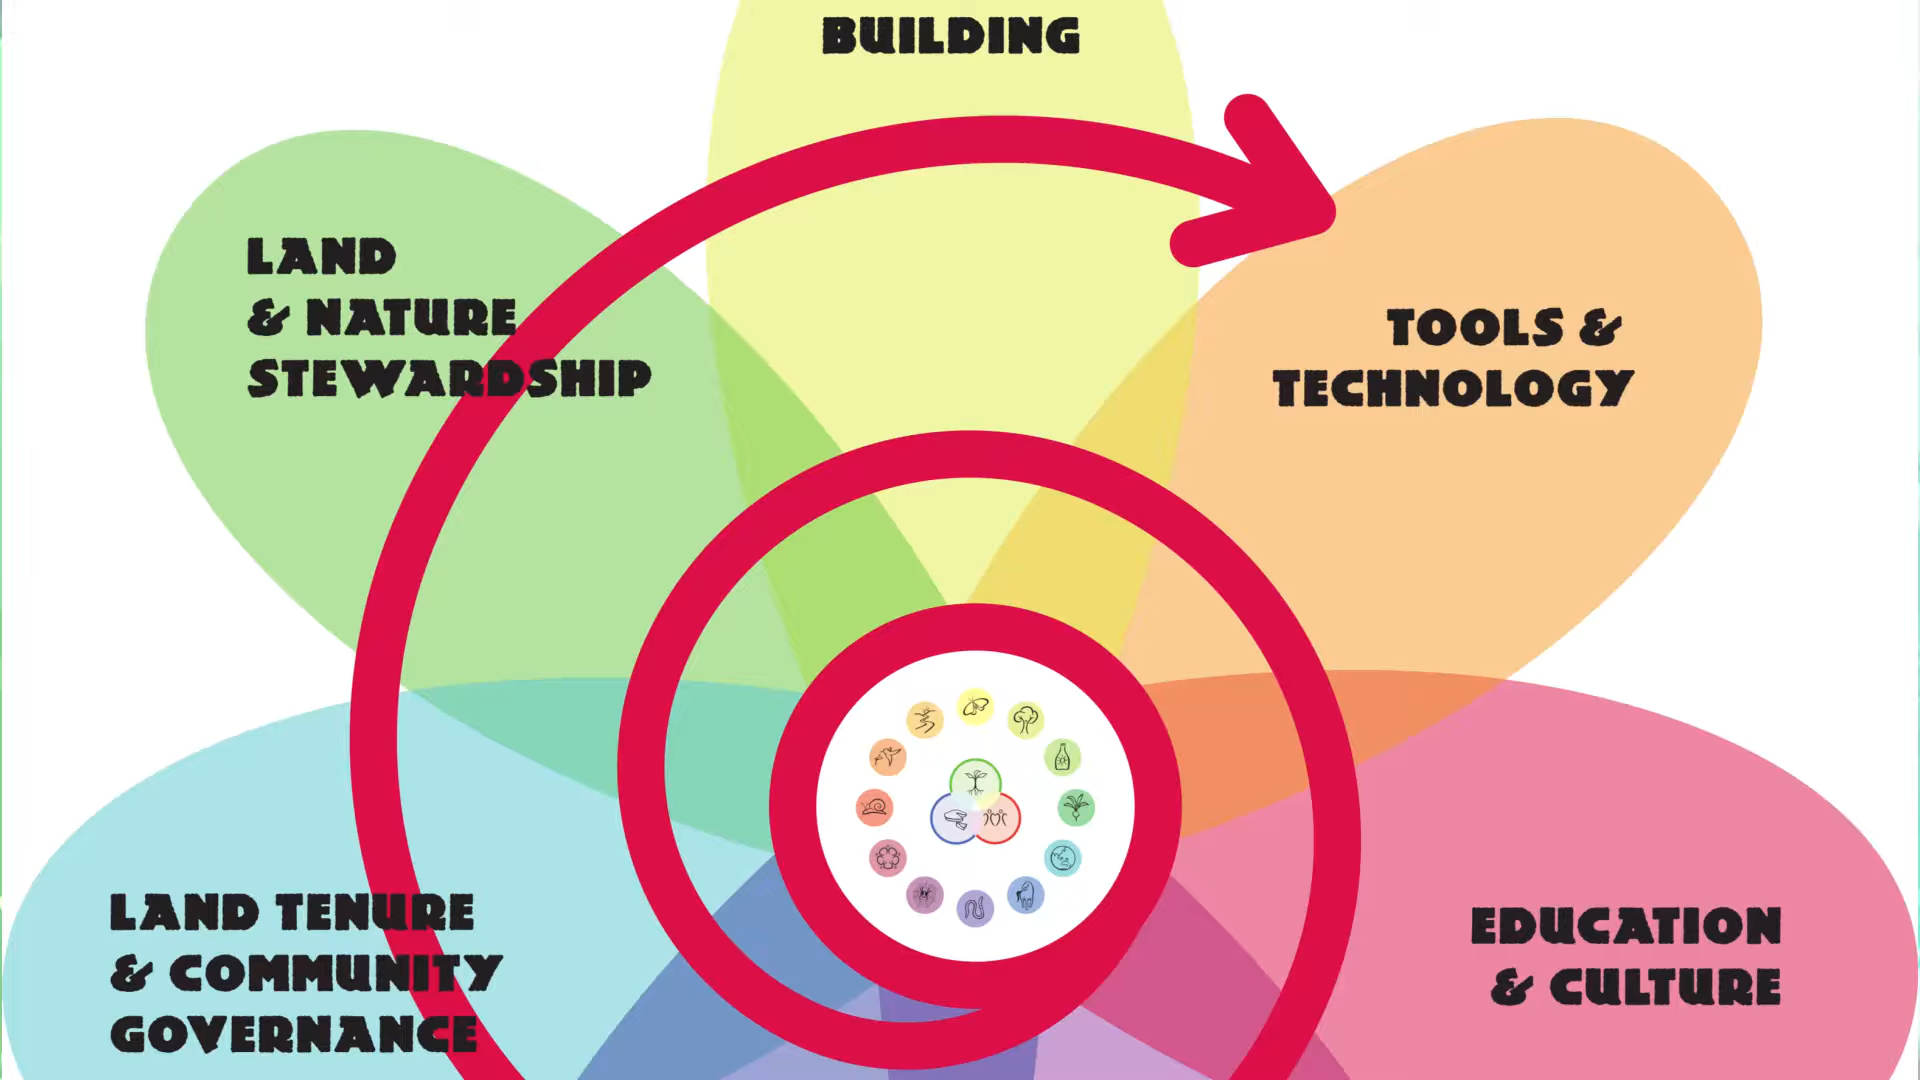 BUILDING
LAND
& NATURE
STEWARDSHIP
TOOLS &
TECHNOLOGY
LAND TENURE
& COMMUNITY
GOVERNANCE
EDUCATION
& CULTURE